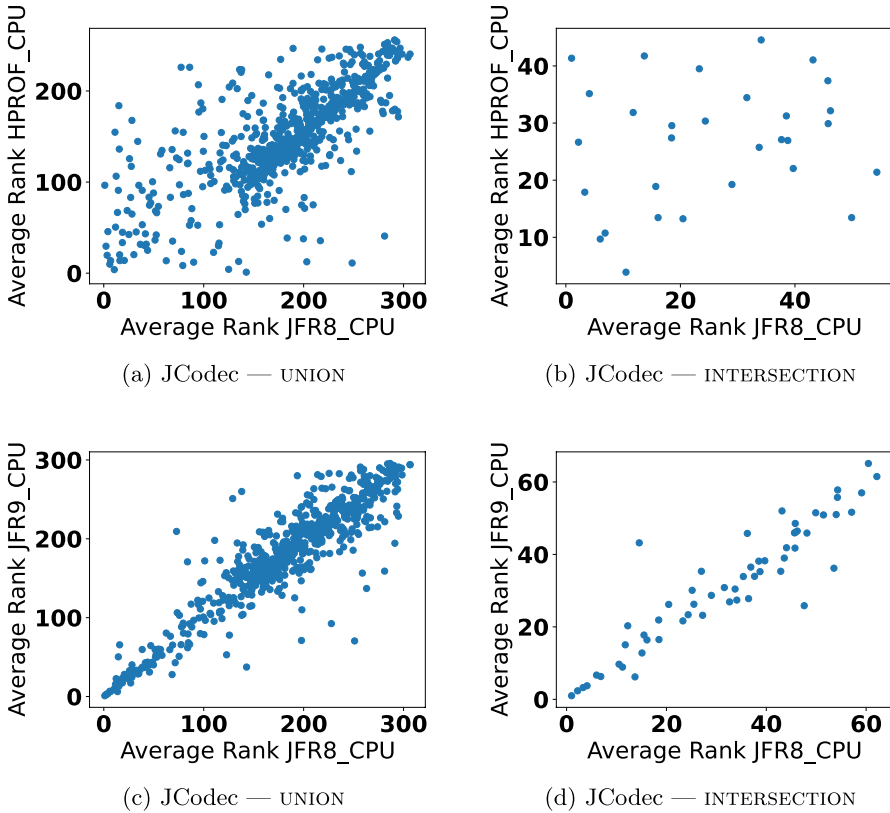 Average Rank HPROF_CPU
200
100
0
0 100 200 300
Average Rank JFR8_CPU
(a) JCodec — UNION
Average Rank HPROF_CPU
40
30
20
10
0 20 40
Average Rank JFR8_CPU
(b) JCodec — INTERSECTION
Average Rank JFR9_CPU
300
200
100
0
0 100 200 300
Average Rank JFR8_CPU
(c) JCodec — UNION
Average Rank JFR9_CPU
60
40
20
0
0 20 40 60
Average Rank JFR8_CPU
(d) JCodec — INTERSECTION